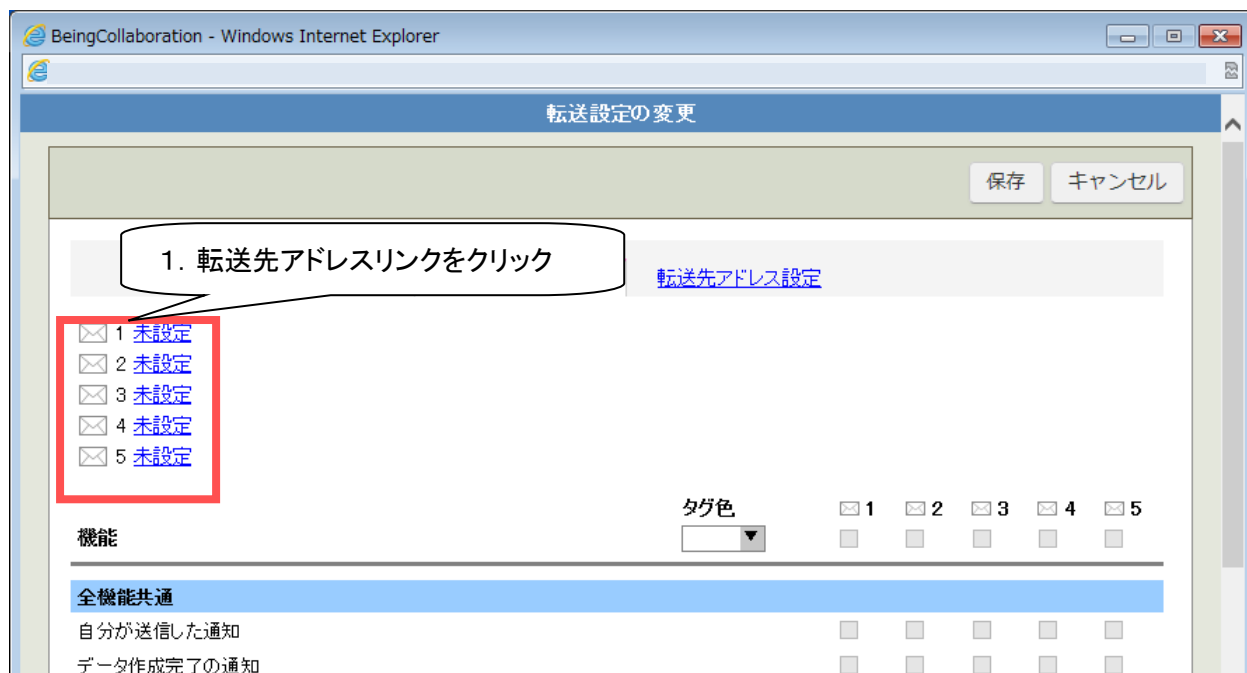 BeingCollaboration - Windows Internet Explorer
転送設定の変更
保存 キャンセル
1. 転送先アドレスリンクをクリック
転送先アドレス設定
1 未設定
2 未設定
3 未設定
4 未設定
5 未設定
タグ色 1 2 3 4 5
機能
全機能共通
自分が送信した通知
データ作成完了の通知